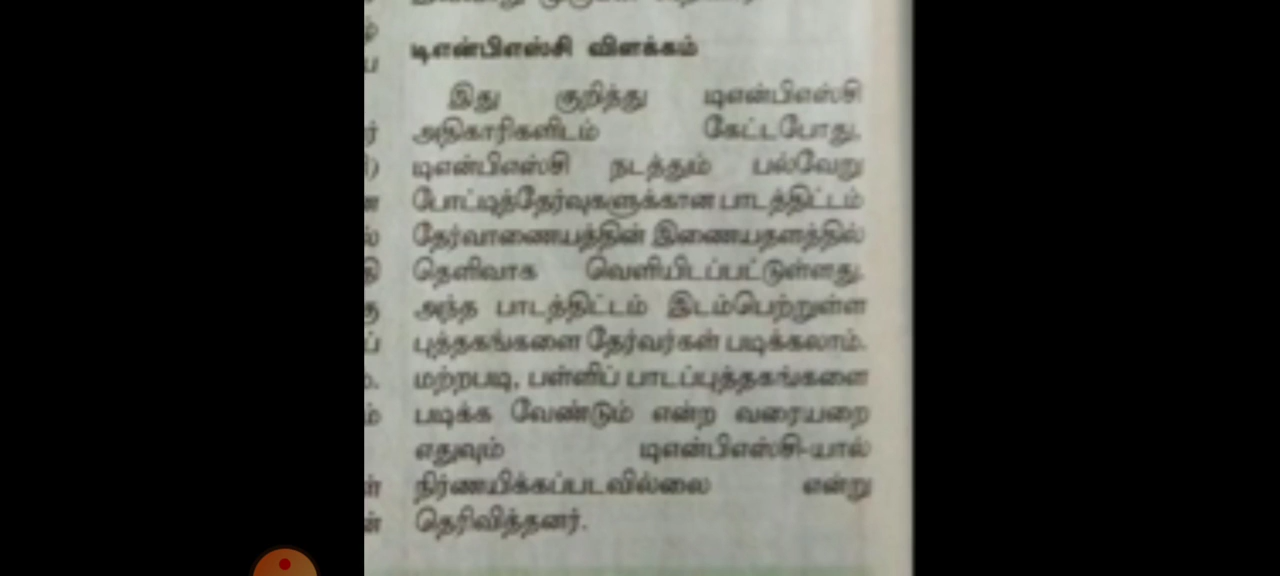 டிஎன்பிஎஸ்சி விளக்கம்
இது குறித்து டிஎன்பிஎஸ்சி
அதிகாரிகளிடம் கேட்டபோது,
டிஎன்பிஎஸ்சி நடத்தும் பல்வேறு
போட்டித்தேர்வுகளுக்கான பாடத்திட்டம்
தேர்வாணையத்தின் இணையதளத்தில்
தெளிவாக வெளியிடப்பட்டுள்ளது.
அந்த பாடத்திட்டம் இடம்பெற்றுள்ள
புத்தகங்களை தேர்வர்கள் படிக்கலாம்.
மற்றபடி, பள்ளிப் பாடப்புத்தகங்களை
படிக்க வேண்டும் என்ற வரையறை
எதுவும் டிஎன்பிஎஸ்சி-யால்
நிர்ணயிக்கப்படவில்லை என்று
தெரிவித்தனர்.